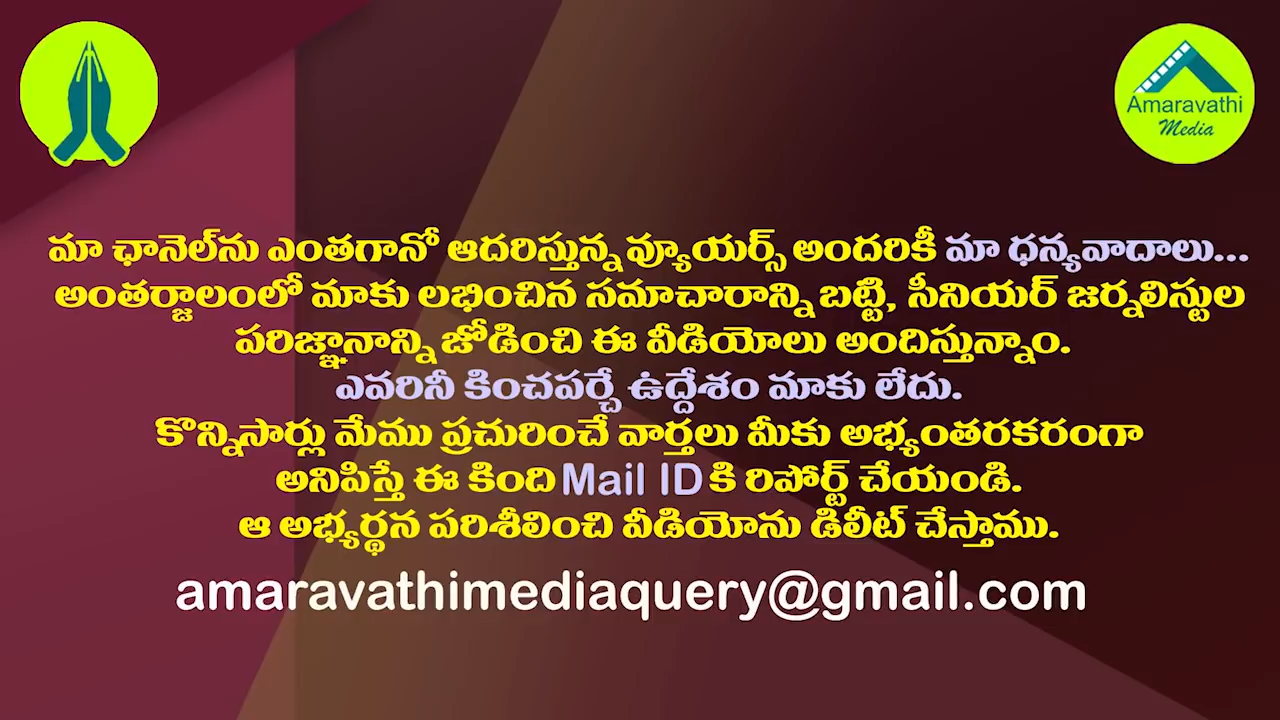 Amaravathi
Media
మా ఛానెల్‌ను ఎంతగానో ఆదరిస్తున్న వ్యూయర్స్ అందరికీ మా ధన్యవాదాలు...
అంతర్జాలంలో మాకు లభించిన సమాచారాన్ని బట్టి, సీనియర్ జర్నలిస్టుల
పరిజ్ఞానాన్ని జోడించి ఈ వీడియోలు అందిస్తున్నాం.
ఎవరినీ కించపర్చే ఉద్దేశం మాకు లేదు.
కొన్నిసార్లు మేము ప్రచురించే వార్తలు మీకు అభ్యంతరకరంగా
అనిపిస్తే ఈ కింది Mail ID కి రిపోర్ట్ చేయండి.
ఆ అభ్యర్థన పరిశీలించి వీడియోను డిలీట్ చేస్తాము.
amaravathimediaquery@gmail.com